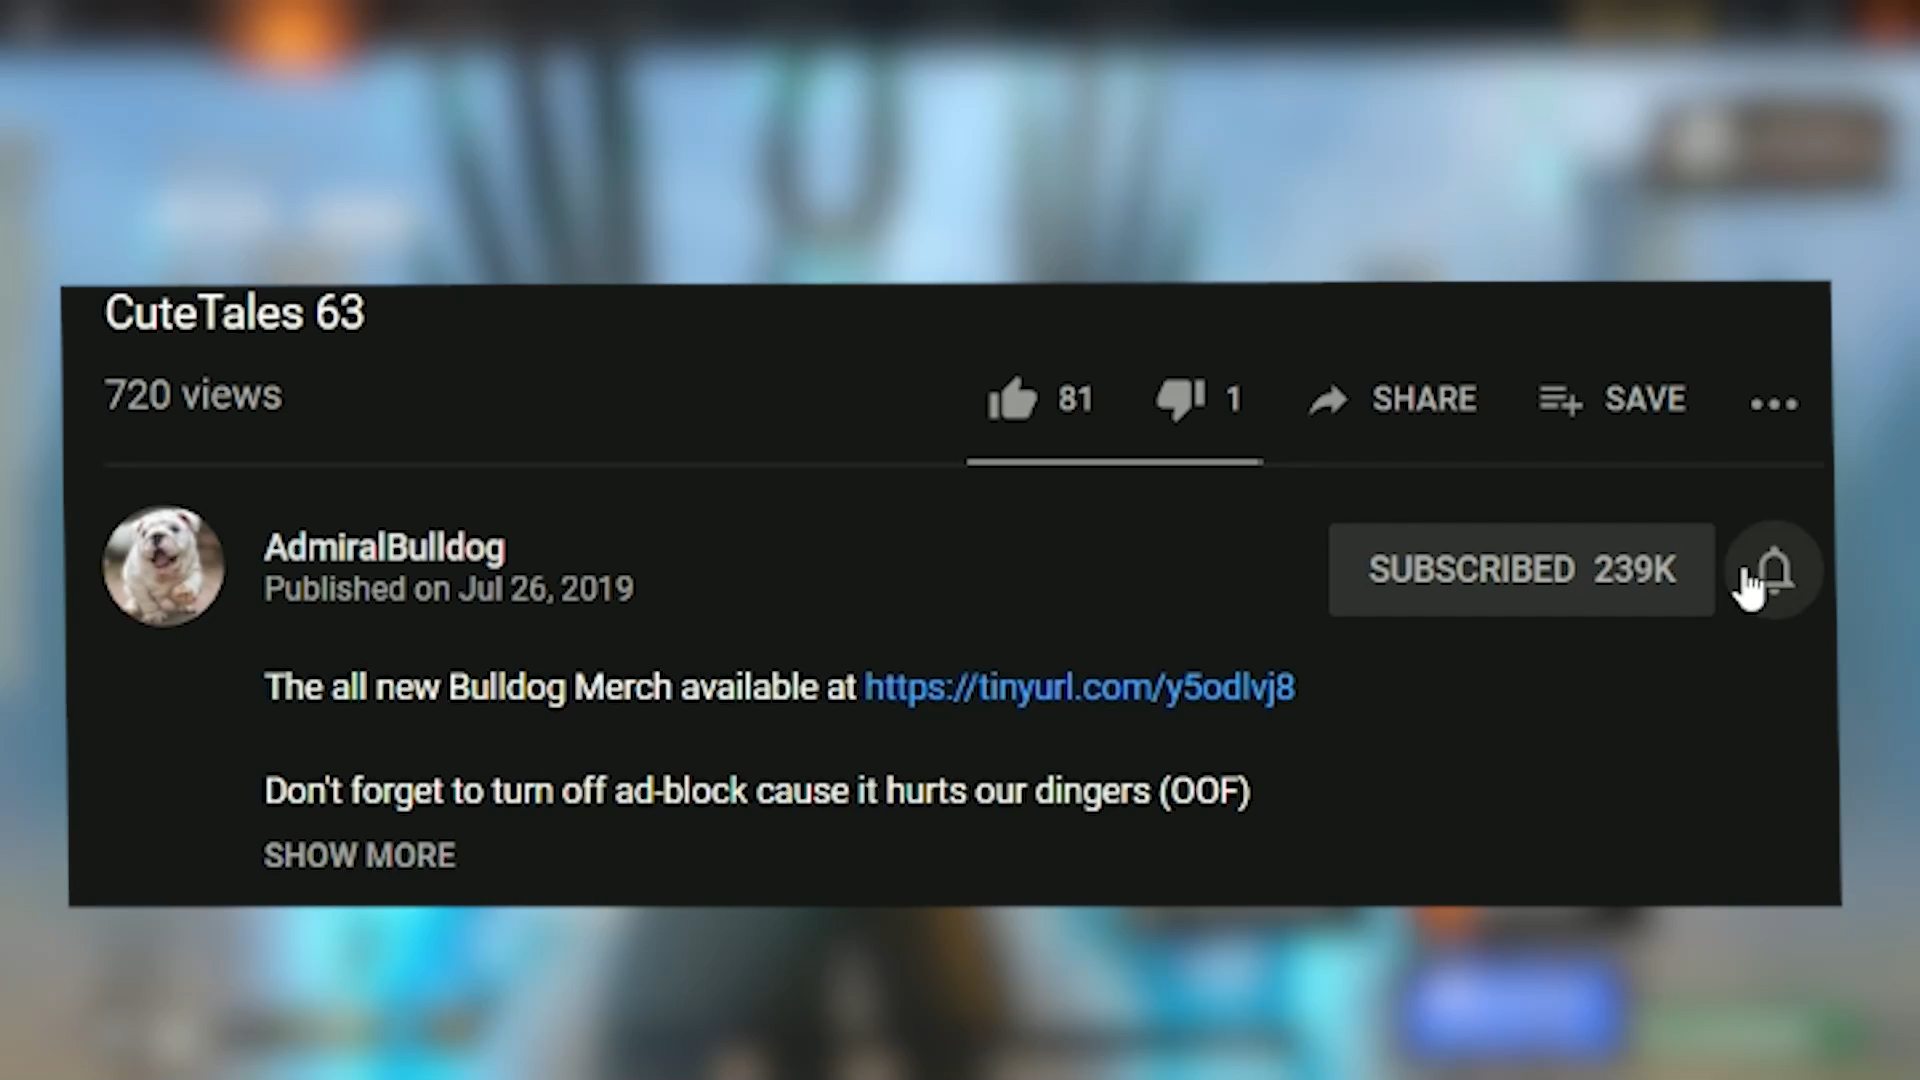 CuteTales 63
720 views
81 1 SHARE SAVE
AdmiralBulldog
Published on Jul 26, 2019
SUBSCRIBED 239K
The all new Bulldog Merch available at https://tinyurl.com/y5odlvj8
Don't forget to turn off ad-block cause it hurts our dingers (OOF)
SHOW MORE